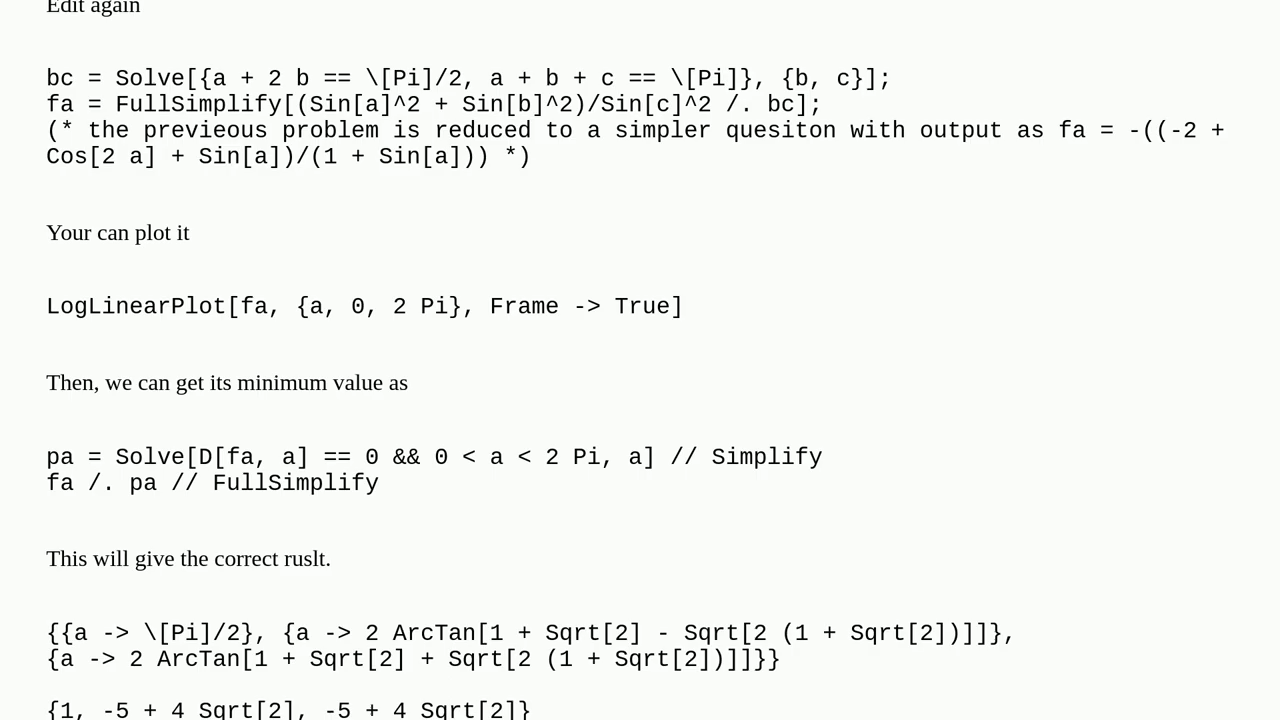 Edit again
bc = Solve[{a + 2 b == \[Pi]/2, a + b + c == \[Pi]}, {b, c}];
fa = FullSimplify[(Sin[a]^2 + Sin[b]^2)/Sin[c]^2 /. bc];
(* the previeous problem is reduced to a simpler quesiton with output as fa = -((-2 +
Cos[2 a] + Sin[a])/(1 + Sin[a])) *)
Your can plot it
LogLinearPlot[fa, {a, 0, 2 Pi}, Frame -> True]
Then, we can get its minimum value as
pa = Solve[D[fa, a] == 0 && 0 < a < 2 Pi, a] // Simplify
fa /. pa // FullSimplify
This will give the correct ruslt.
{{a -> \[Pi]/2}, {a -> 2 ArcTan[1 + Sqrt[2] - Sqrt[2 (1 + Sqrt[2])]]},
{a -> 2 ArcTan[1 + Sqrt[2] + Sqrt[2 (1 + Sqrt[2])]]}}
{1, -5 + 4 Sqrt[2], -5 + 4 Sqrt[2]}